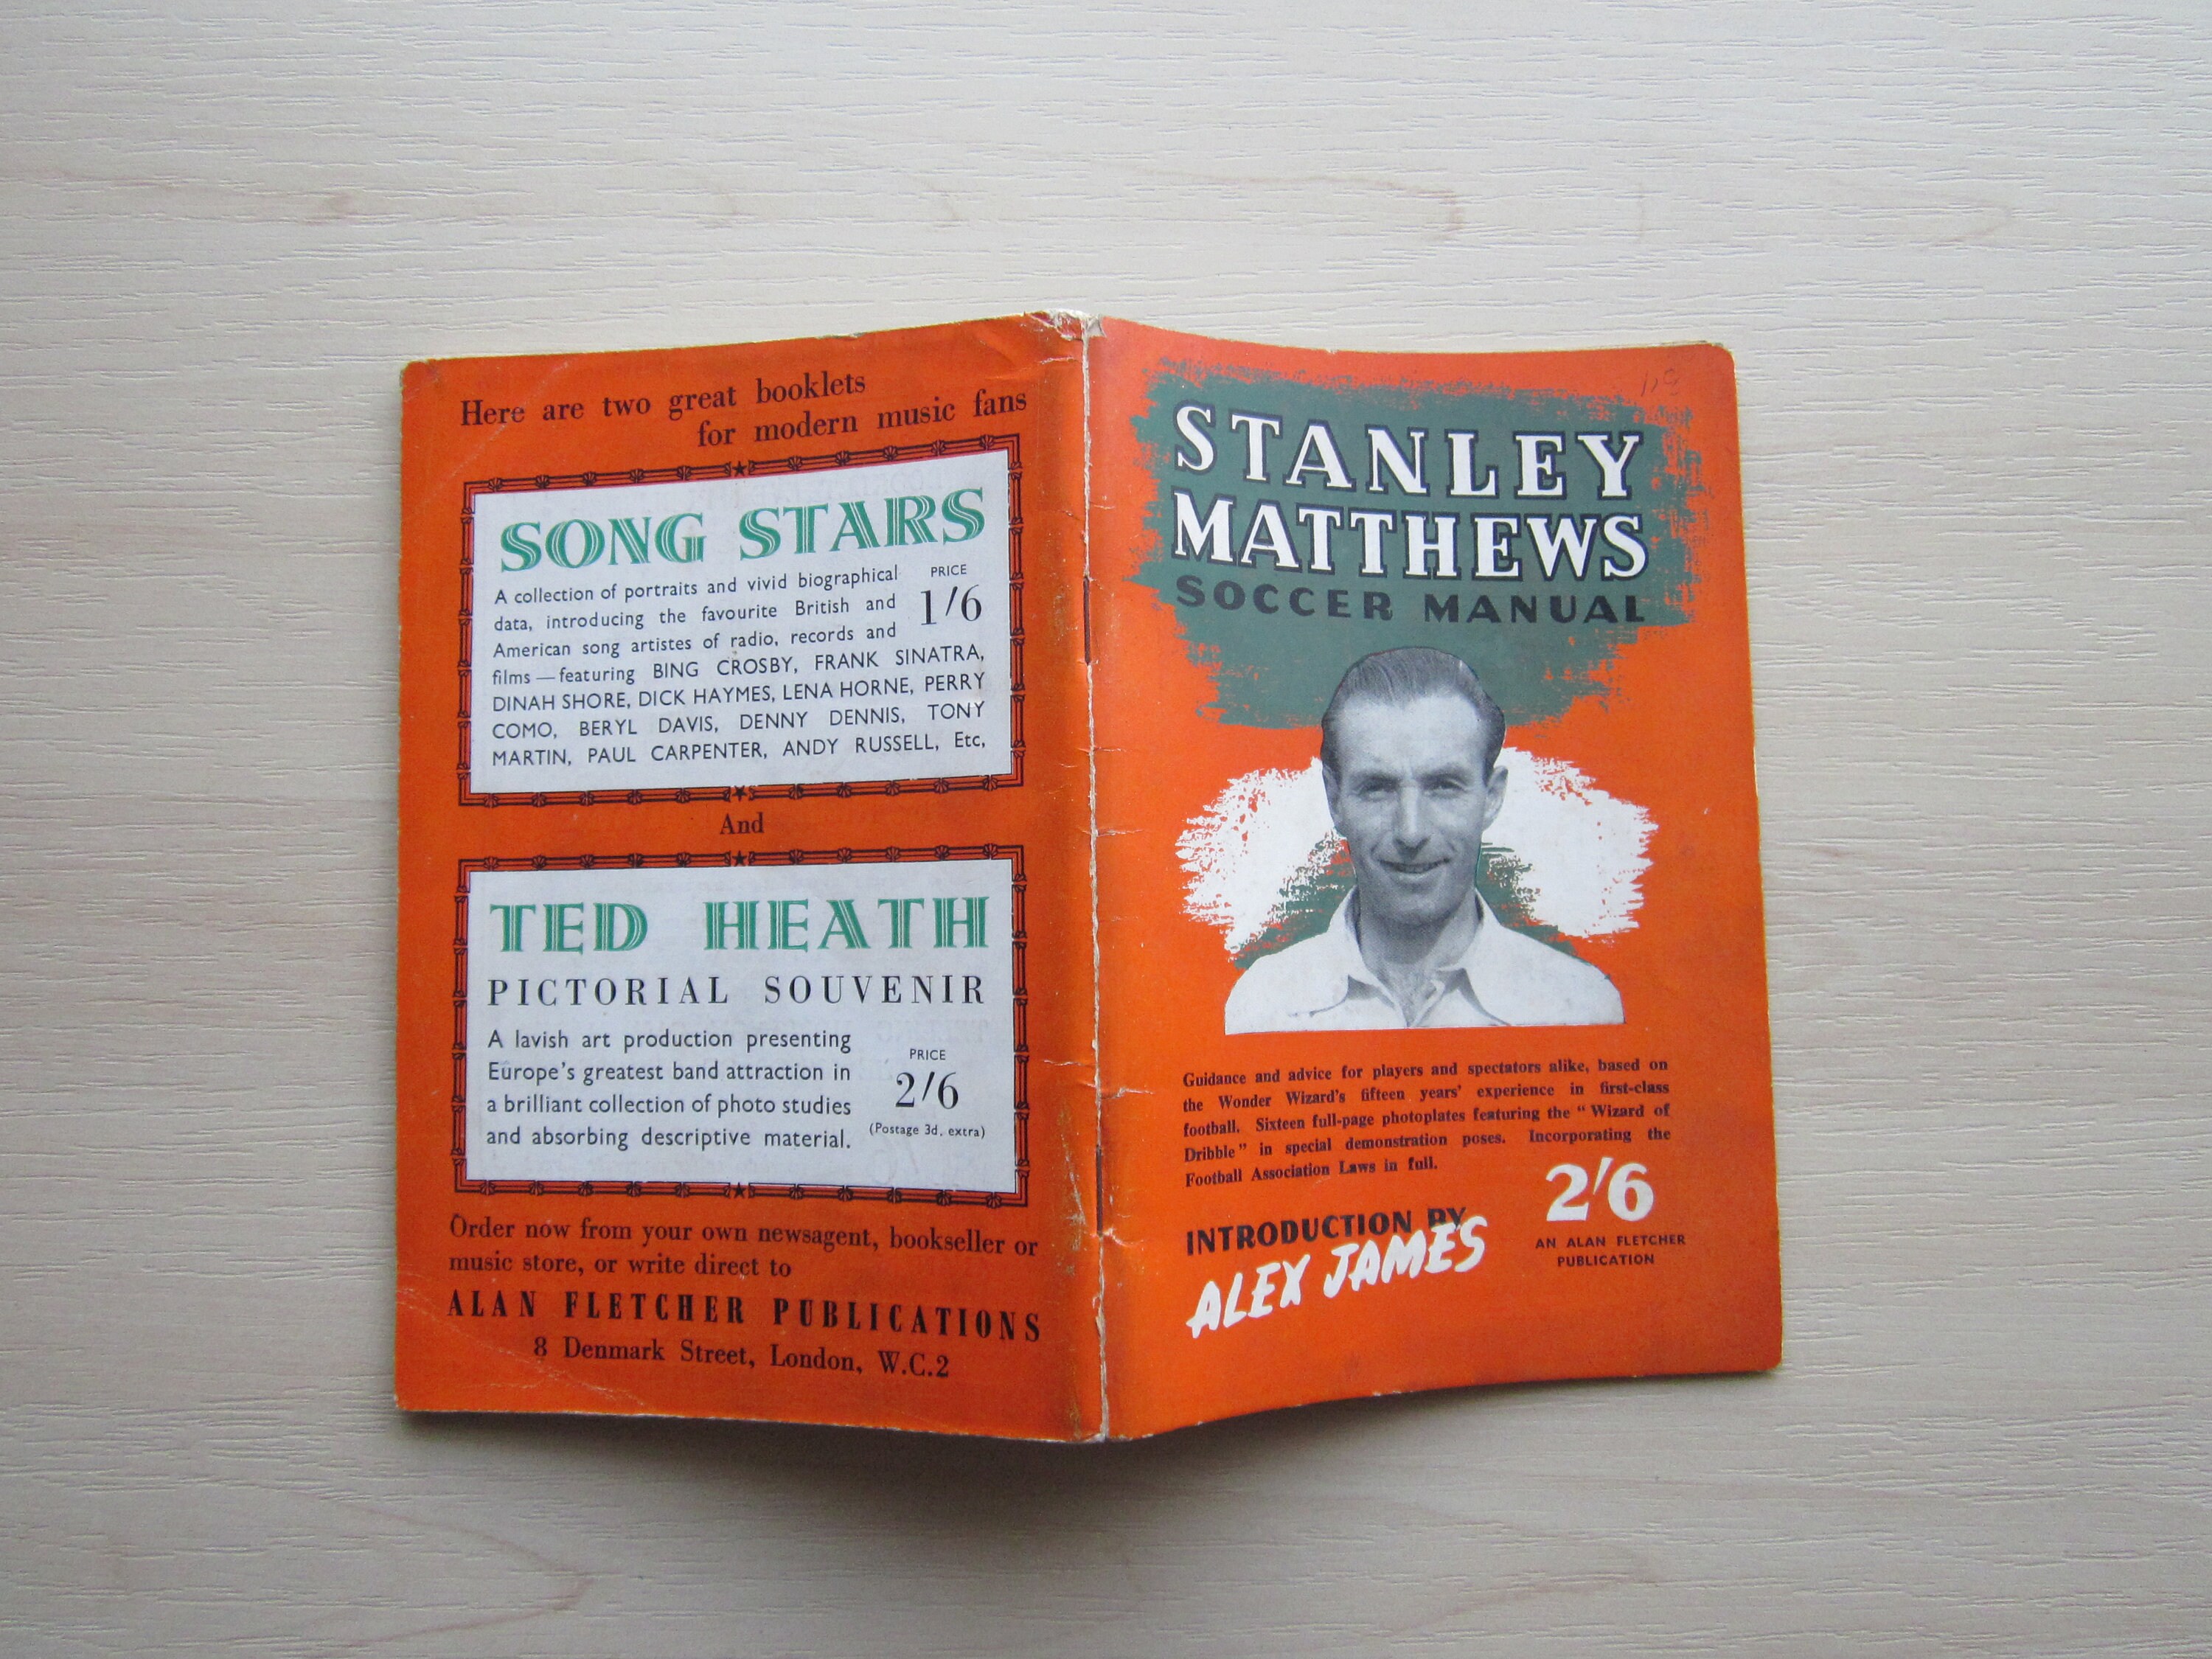 Here are two great booklets
for modern music fans
SONG STARS
A collection of portraits and vivid biographical
data, introducing the favourite British and
American song artistes of radio, records and
films — featuring BING CROSBY, FRANK SINATRA,
DINAH SHORE, DICK HAYMES, LENA HORNE, PERRY
COMO, BERYL DAVIS, DENNY DENNIS, TONY
MARTIN, PAUL CARPENTER, ANDY RUSSELL, Etc,
PRICE
1/6
And
TED HEATH
PICTORIAL SOUVENIR
A lavish art production presenting
Europe's greatest band attraction in
a brilliant collection of photo studies
and absorbing descriptive material.
PRICE
2/6
(Postage 3d. extra)
Order now from your own newsagent, bookseller or
music store, or write direct to
ALAN FLETCHER PUBLICATIONS
8 Denmark Street, London, W.C.2
STANLEY
MATTHEWS
SOCCER MANUAL
Guidance and advice for players and spectators alike, based on
the Wonder Wizard's fifteen years' experience in first-class
football. Sixteen full-page photoplates featuring the "Wizard of
Dribble" in special demonstration poses. Incorporating the
Football Association Laws in full.
INTRODUCTION BY
ALEX JAMES
2/6
AN ALAN FLETCHER
PUBLICATION